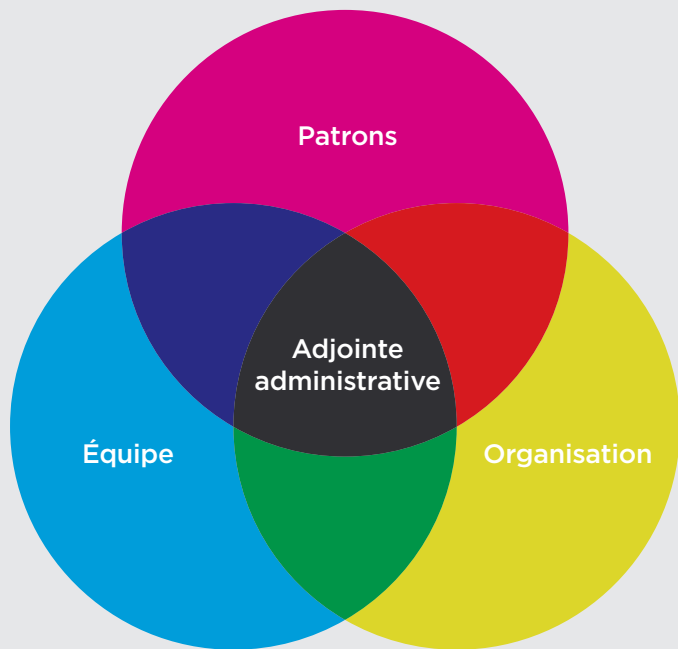 Patrons
Adjointe
administrative
Équipe
Organisation